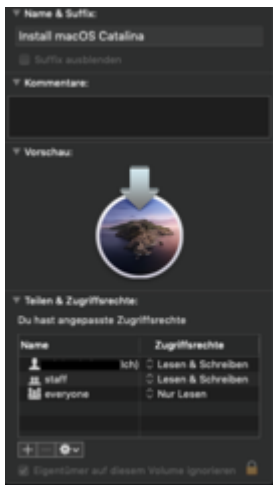 Name & Suffix:
Install macOS Catalina
Suffix ausblenden
Kommentare:
Vorschau:
Teilen & Zugriffsrechte:
Du hast angepasste Zugriffsrechte
Name Zugriffsrechte
Ich) Lesen & Schreiben
staff Lesen & Schreiben
everyone Nur Lesen
Eigentümer auf diesem Volume ignorieren